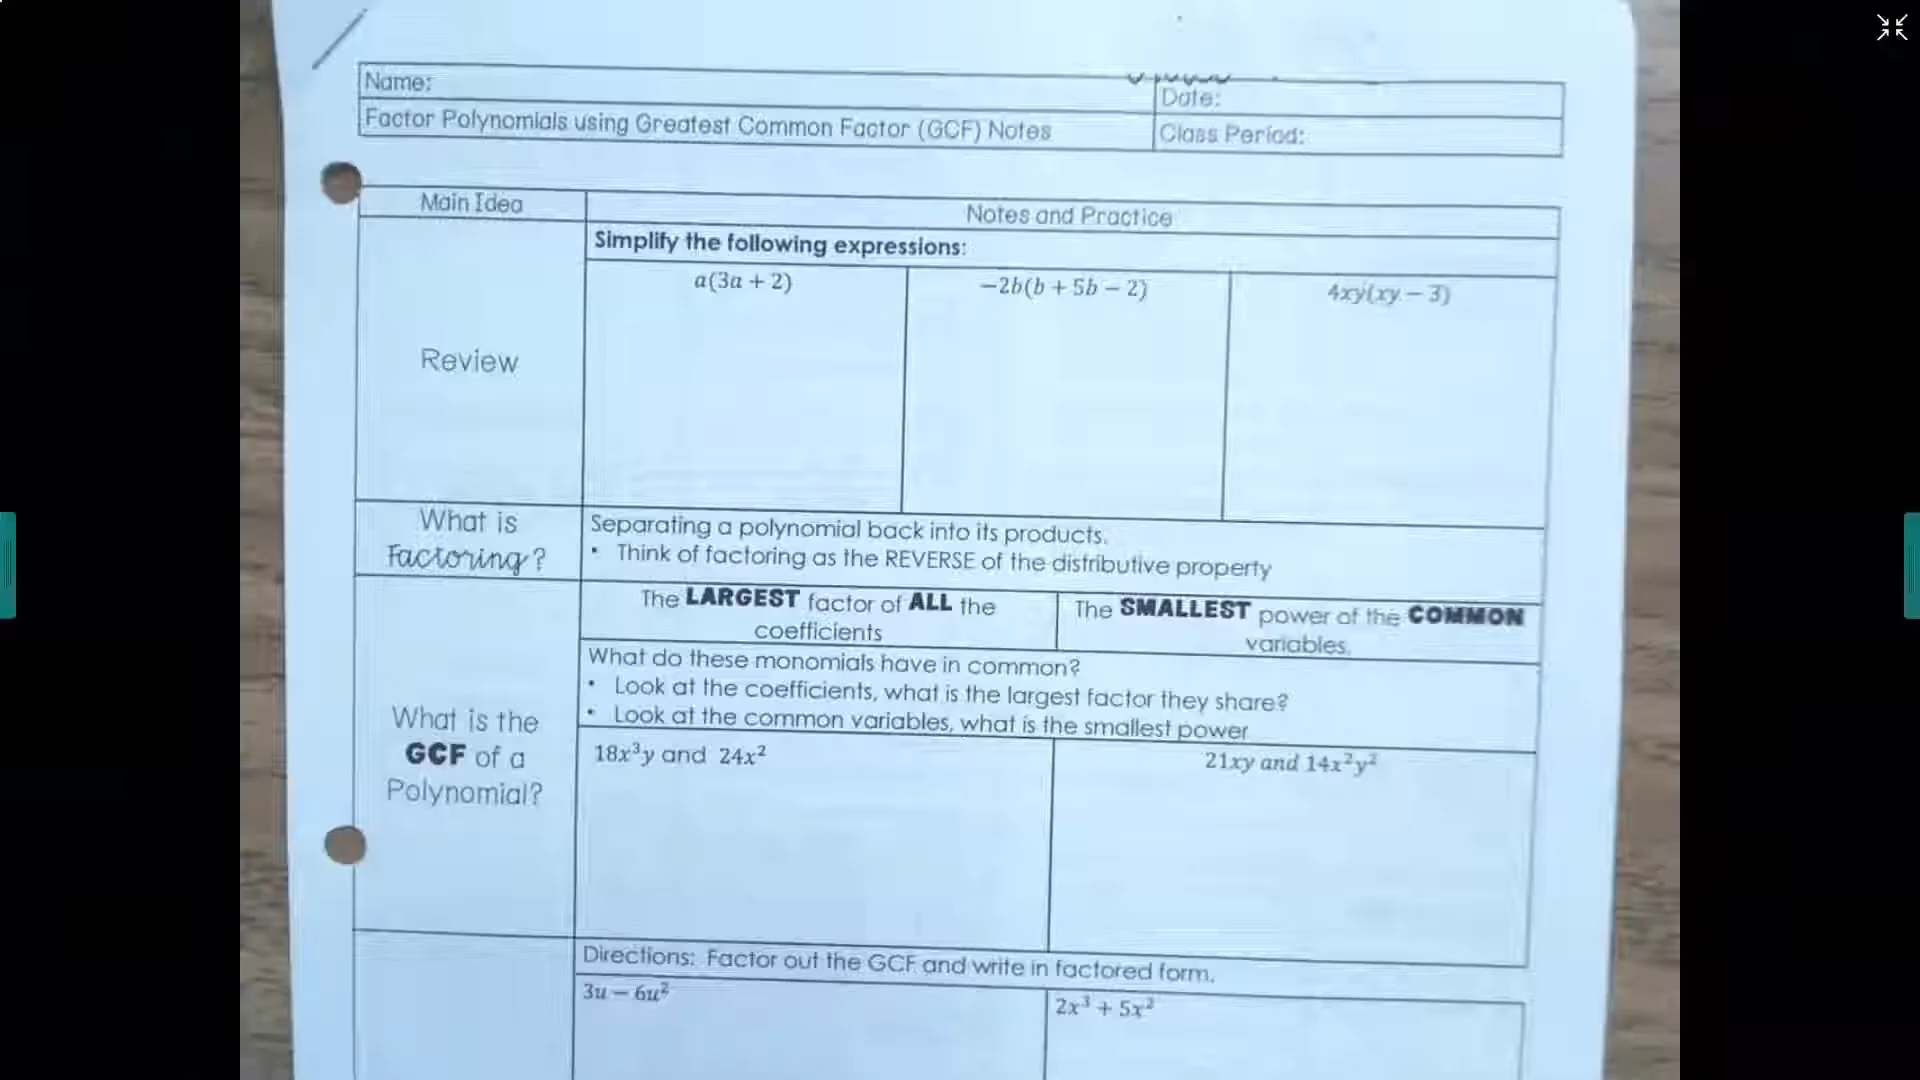 Name:
Date:
Factor Polynomials using Greatest Common Factor (GCF) Notes
Class Period:
Main Idea
Notes and Practice
Simplify the following expressions:
a(3a + 2)
−2b(b + 5b − 2)
4xy(xy − 3)
Review
What is
Factoring?
Separating a polynomial back into its products.
• Think of factoring as the REVERSE of the distributive property
What is the
GCF of a
Polynomial?
The LARGEST factor of ALL the
coefficients
The SMALLEST power of the COMMON
variables.
What do these monomials have in common?
• Look at the coefficients, what is the largest factor they share?
• Look at the common variables, what is the smallest power
18x³y and 24x²
21xy and 14x²y²
Directions: Factor out the GCF and write in factored form.
3u − 6u²
2x³ + 5x²